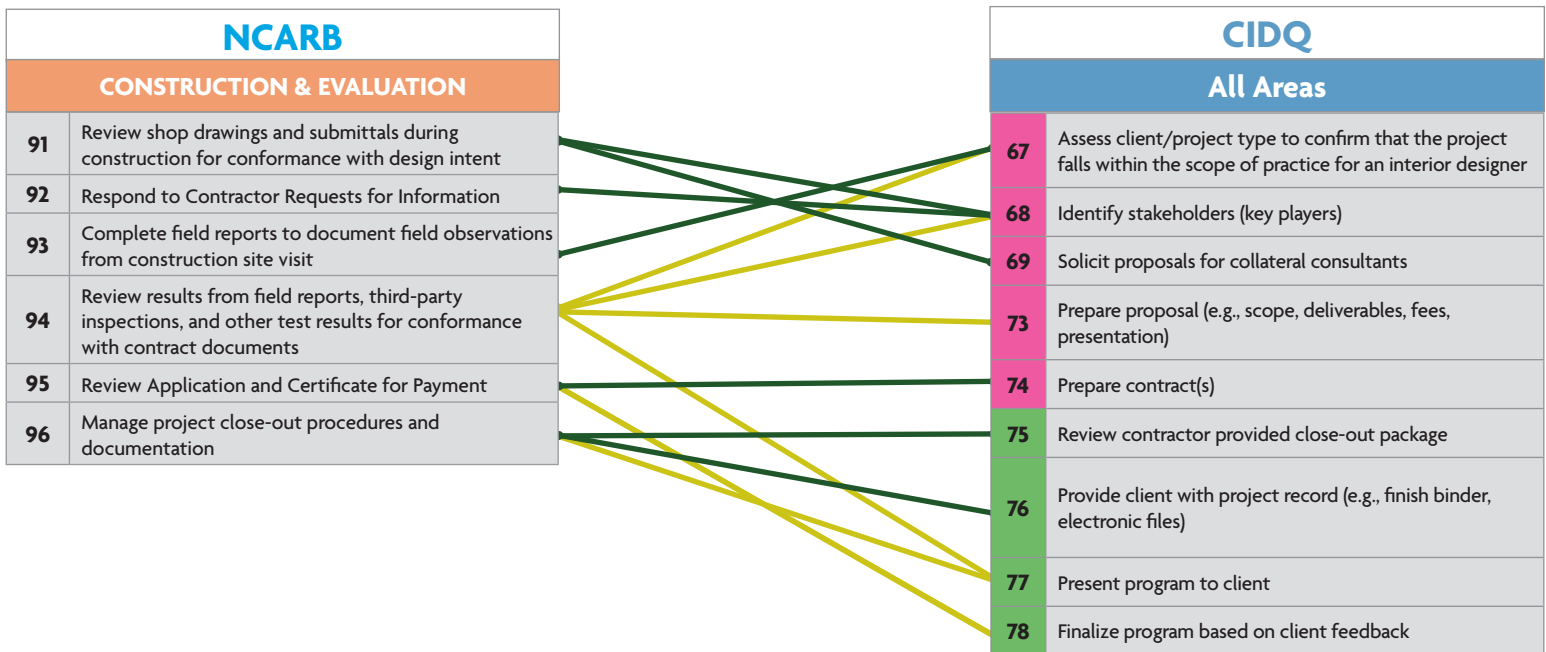 NCARB
CONSTRUCTION & EVALUATION
91
Review shop drawings and submittals during
construction for conformance with design intent
92
Respond to Contractor Requests for Information
93
Complete field reports to document field observations
from construction site visit
94
Review results from field reports, third-party
inspections, and other test results for conformance
with contract documents
95
Review Application and Certificate for Payment
96
Manage project close-out procedures and
documentation
CIDQ
All Areas
67
Assess client/project type to confirm that the project
falls within the scope of practice for an interior designer
68
Identify stakeholders (key players)
69
Solicit proposals for collateral consultants
73
Prepare proposal (e.g., scope, deliverables, fees,
presentation)
74
Prepare contract(s)
75
Review contractor provided close-out package
76
Provide client with project record (e.g., finish binder,
electronic files)
77
Present program to client
78
Finalize program based on client feedback